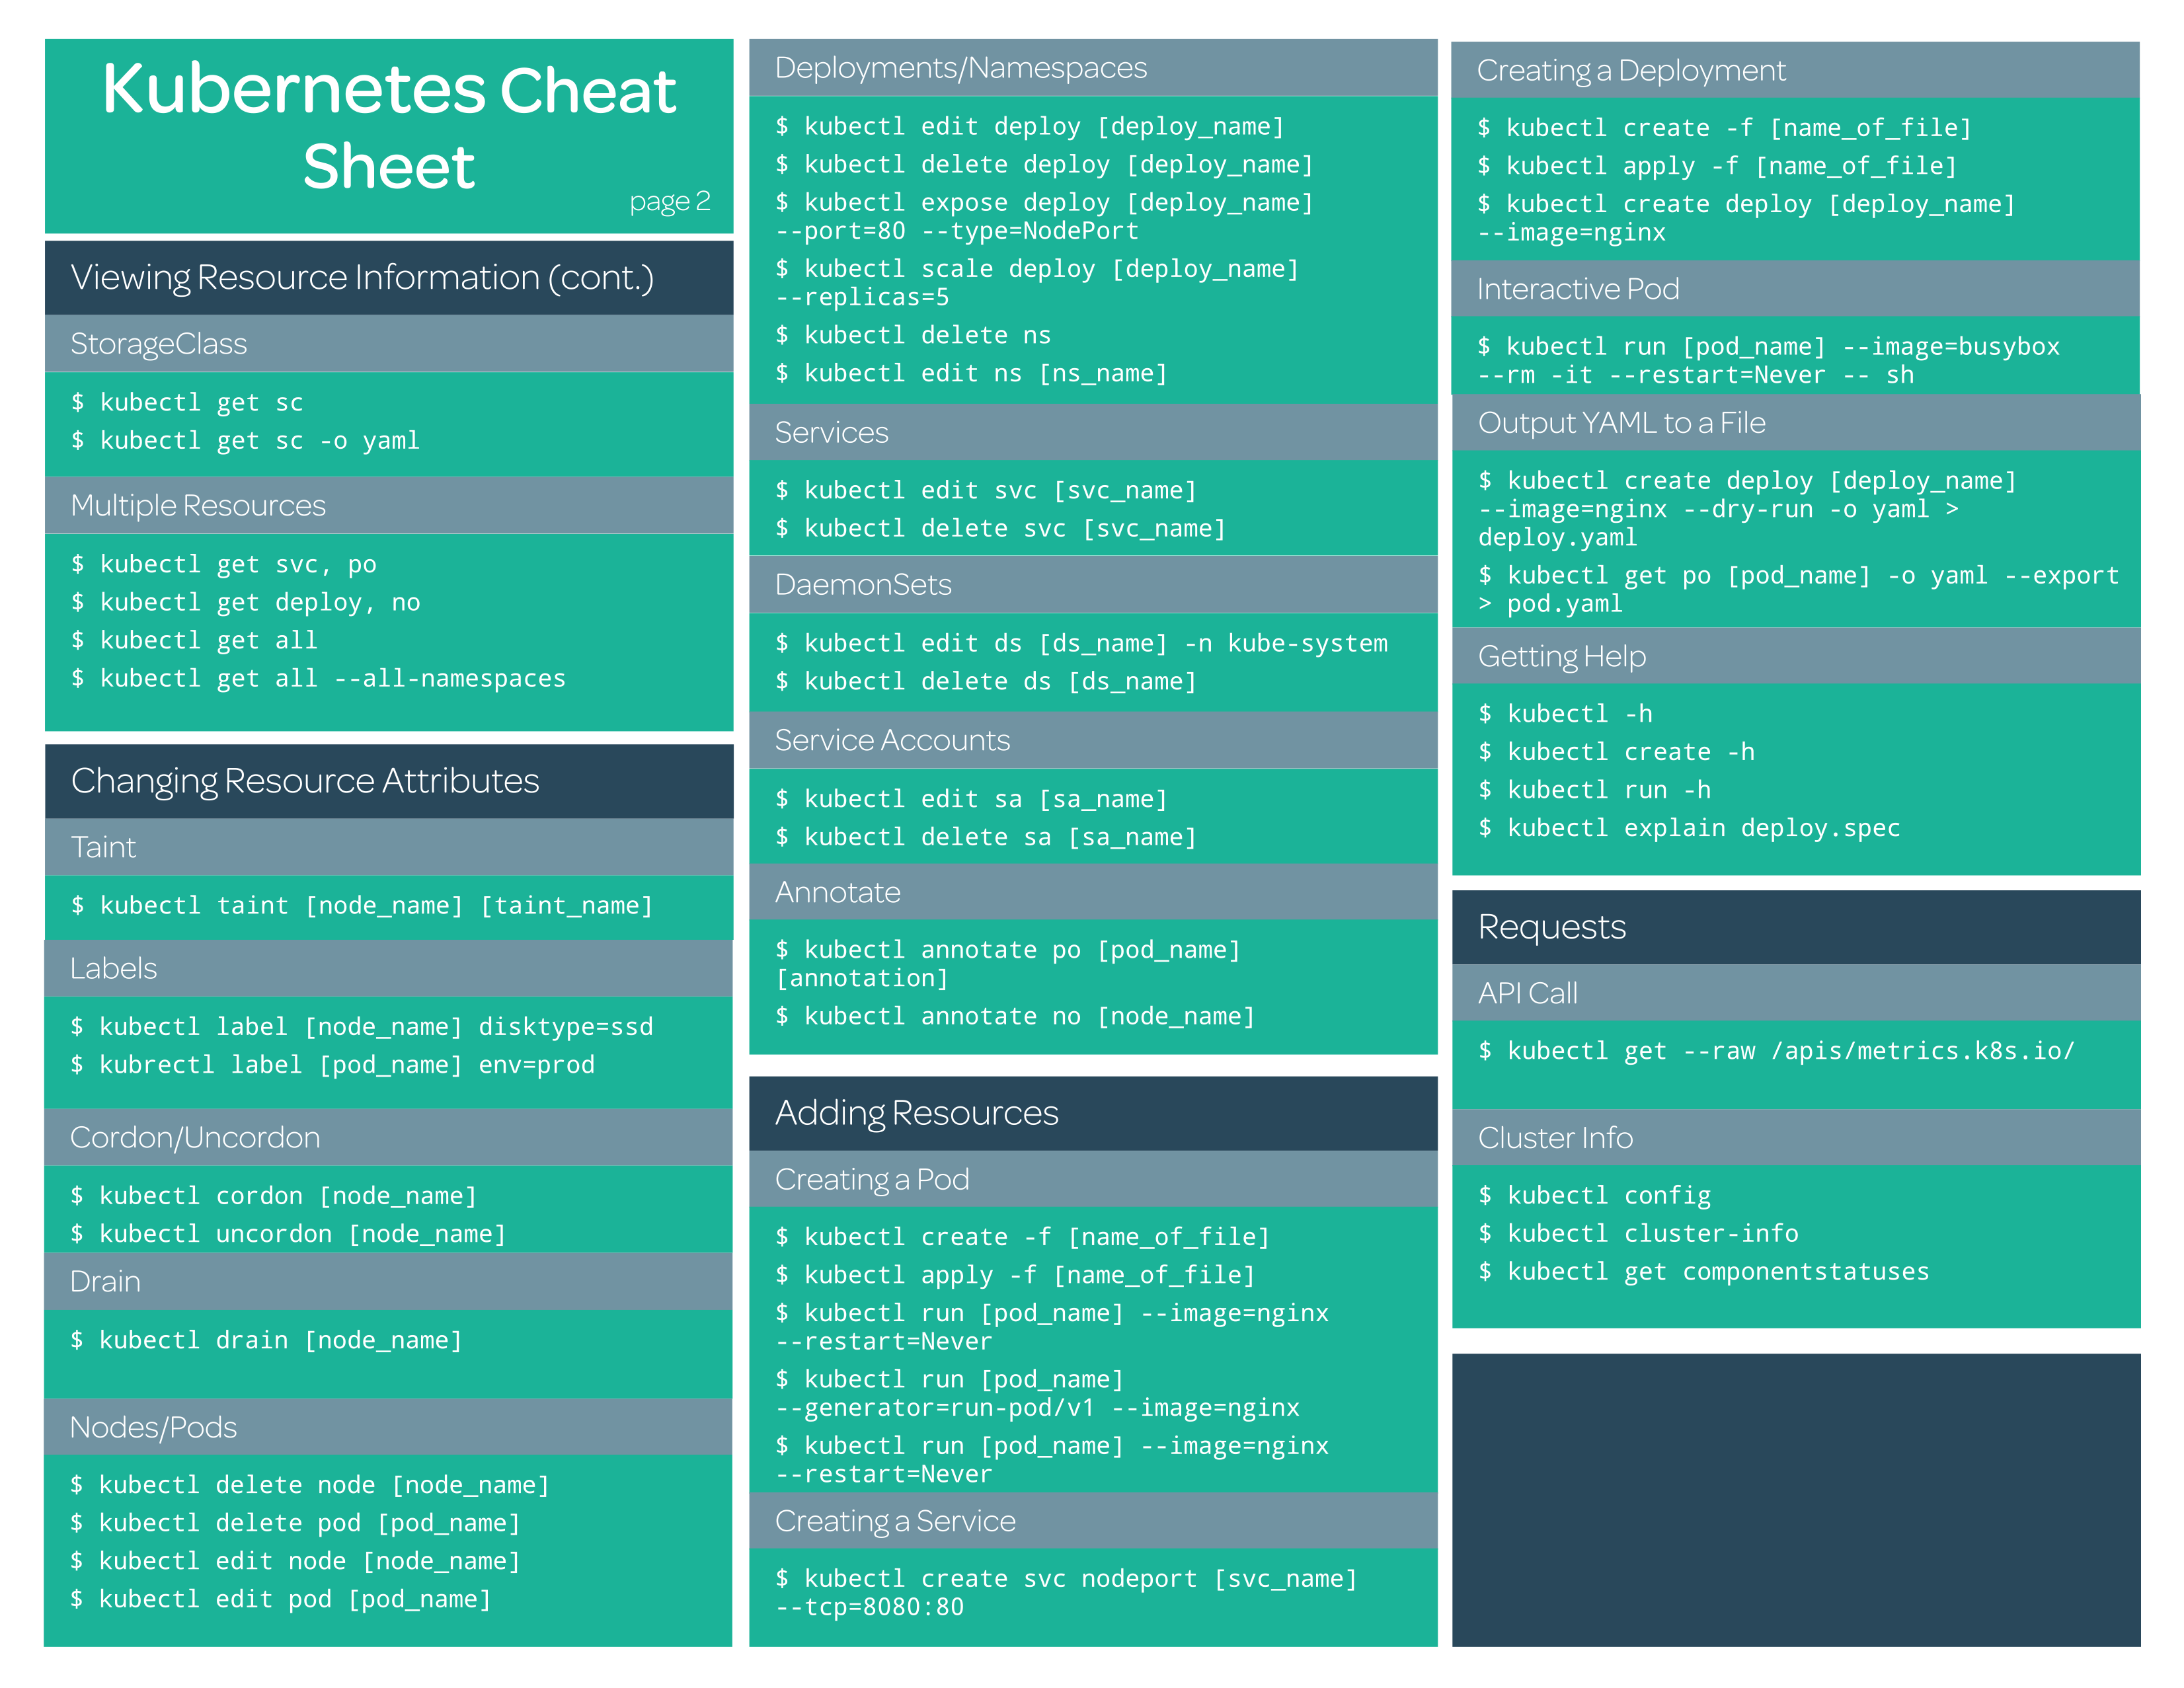 Kubernetes Cheat
Sheet
page 2
Viewing Resource Information (cont.)
StorageClass
$ kubectl get sc
$ kubectl get sc -o yaml
Multiple Resources
$ kubectl get svc, po
$ kubectl get deploy, no
$ kubectl get all
$ kubectl get all --all-namespaces
Changing Resource Attributes
Taint
$ kubectl taint [node_name] [taint_name]
Labels
$ kubectl label [node_name] disktype=ssd
$ kubrectl label [pod_name] env=prod
Cordon/Uncordon
$ kubectl cordon [node_name]
$ kubectl uncordon [node_name]
Drain
$ kubectl drain [node_name]
Nodes/Pods
$ kubectl delete node [node_name]
$ kubectl delete pod [pod_name]
$ kubectl edit node [node_name]
$ kubectl edit pod [pod_name]
Deployments/Namespaces
$ kubectl edit deploy [deploy_name]
$ kubectl delete deploy [deploy_name]
$ kubectl expose deploy [deploy_name]
--port=80 --type=NodePort
$ kubectl scale deploy [deploy_name]
--replicas=5
$ kubectl delete ns
$ kubectl edit ns [ns_name]
Services
$ kubectl edit svc [svc_name]
$ kubectl delete svc [svc_name]
DaemonSets
$ kubectl edit ds [ds_name] -n kube-system
$ kubectl delete ds [ds_name]
Service Accounts
$ kubectl edit sa [sa_name]
$ kubectl delete sa [sa_name]
Annotate
$ kubectl annotate po [pod_name]
[annotation]
$ kubectl annotate no [node_name]
Adding Resources
Creating a Pod
$ kubectl create -f [name_of_file]
$ kubectl apply -f [name_of_file]
$ kubectl run [pod_name] --image=nginx
--restart=Never
$ kubectl run [pod_name]
--generator=run-pod/v1 --image=nginx
$ kubectl run [pod_name] --image=nginx
--restart=Never
Creating a Service
$ kubectl create svc nodeport [svc_name]
--tcp=8080:80
Creating a Deployment
$ kubectl create -f [name_of_file]
$ kubectl apply -f [name_of_file]
$ kubectl create deploy [deploy_name]
--image=nginx
Interactive Pod
$ kubectl run [pod_name] --image=busybox
--rm -it --restart=Never -- sh
Output YAML to a File
$ kubectl create deploy [deploy_name]
--image=nginx --dry-run -o yaml >
deploy.yaml
$ kubectl get po [pod_name] -o yaml --export
> pod.yaml
Getting Help
$ kubectl -h
$ kubectl create -h
$ kubectl run -h
$ kubectl explain deploy.spec
Requests
API Call
$ kubectl get --raw /apis/metrics.k8s.io/
Cluster Info
$ kubectl config
$ kubectl cluster-info
$ kubectl get componentstatuses